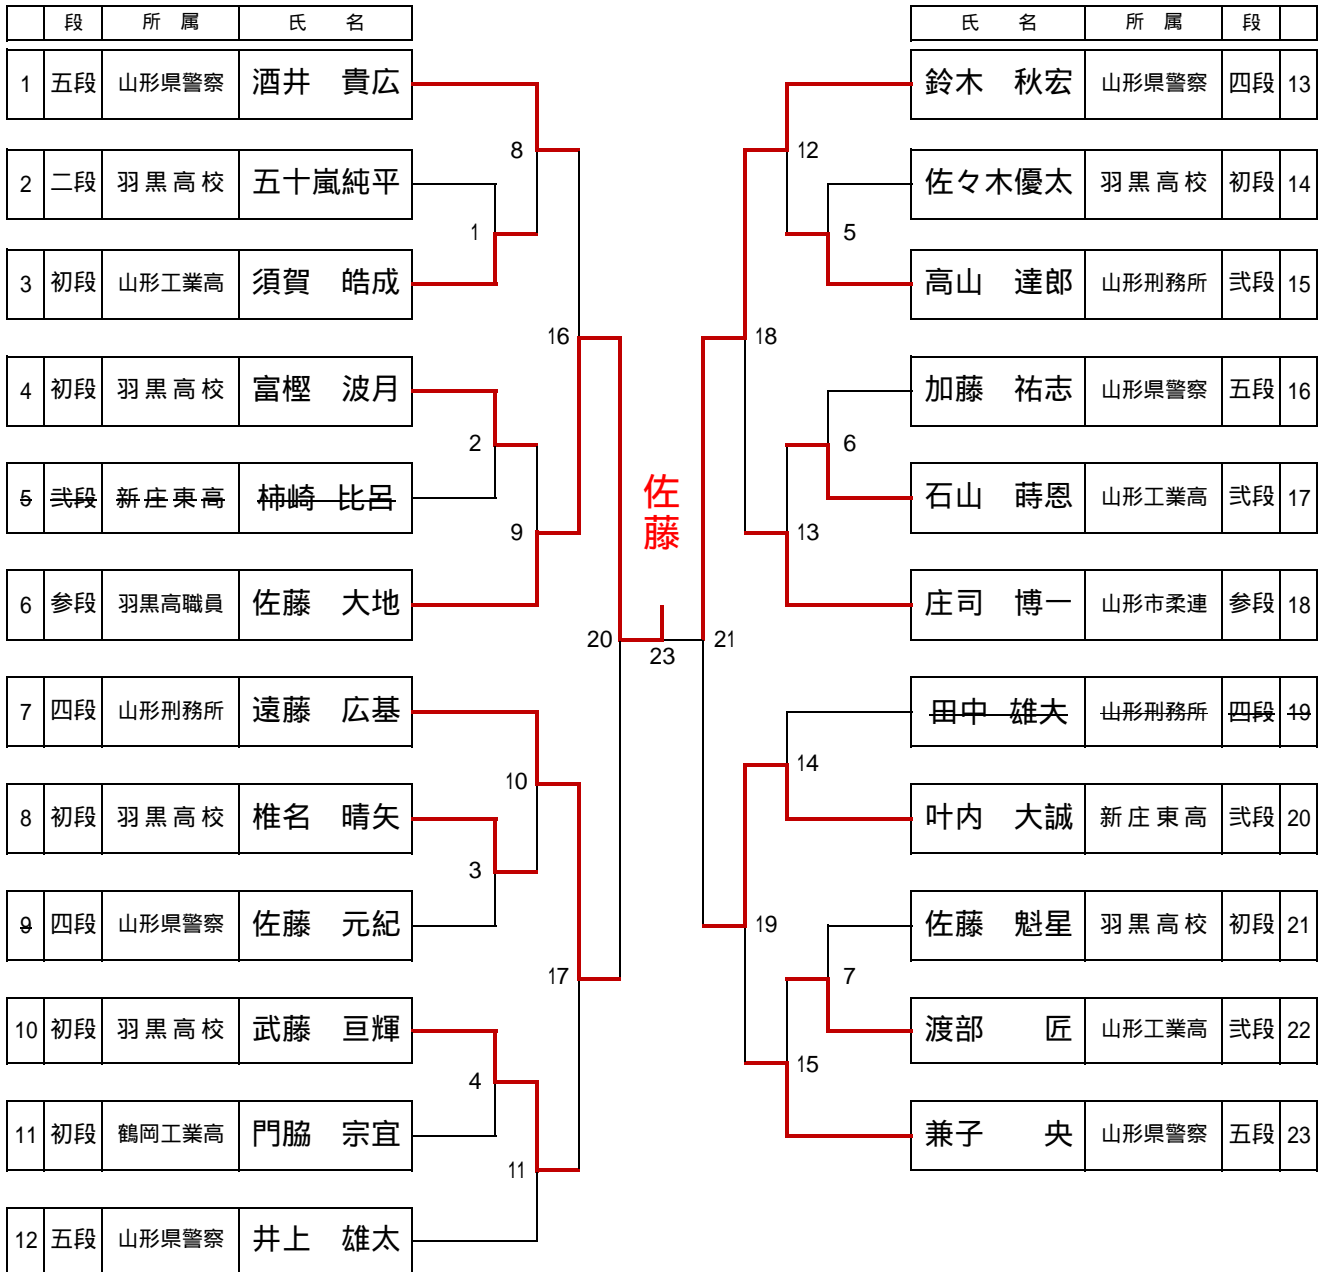 段 所 属 氏 名
1 五段 山形県警察 酒井 貴広
2 二段 羽黒高校 五十嵐純平
3 初段 山形工業高 須賀 皓成
4 初段 羽黒高校 富樫 波月
5 弐段 新庄東高 柿崎 比呂
6 参段 羽黒高職員 佐藤 大地
7 四段 山形刑務所 遠藤 広基
8 初段 羽黒高校 椎名 晴矢
9 四段 山形県警察 佐藤 元紀
10 初段 羽黒高校 武藤 亘輝
11 初段 鶴岡工業高 門脇 宗宜
12 五段 山形県警察 井上 雄太
8
1
16
2
9
20
10
3
17
4
11
佐藤
23
氏 名 所 属 段
鈴木 秋宏 山形県警察 四段 13
佐々木優太 羽黒高校 初段 14
高山 達郎 山形刑務所 弐段 15
加藤 祐志 山形県警察 五段 16
石山 蒔恩 山形工業高 弐段 17
庄司 博一 山形市柔連 参段 18
田中 雄大 山形刑務所 四段 19
叶内 大誠 新庄東高 弐段 20
佐藤 魁星 羽黒高校 初段 21
渡部 匠 山形工業高 弐段 22
兼子 央 山形県警察 五段 23
12
5
18
6
13
21
14
19
7
15